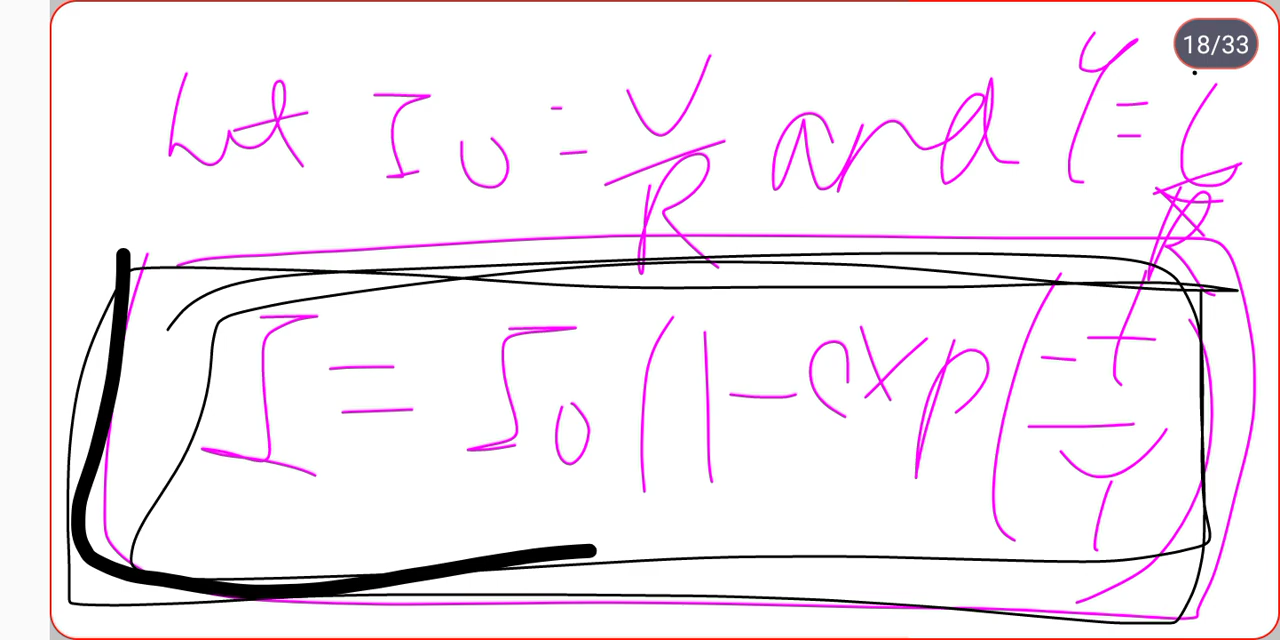 18/33
Let I0 = V/R and τ = L/R
I = I0 (1 - exp(-t/τ))